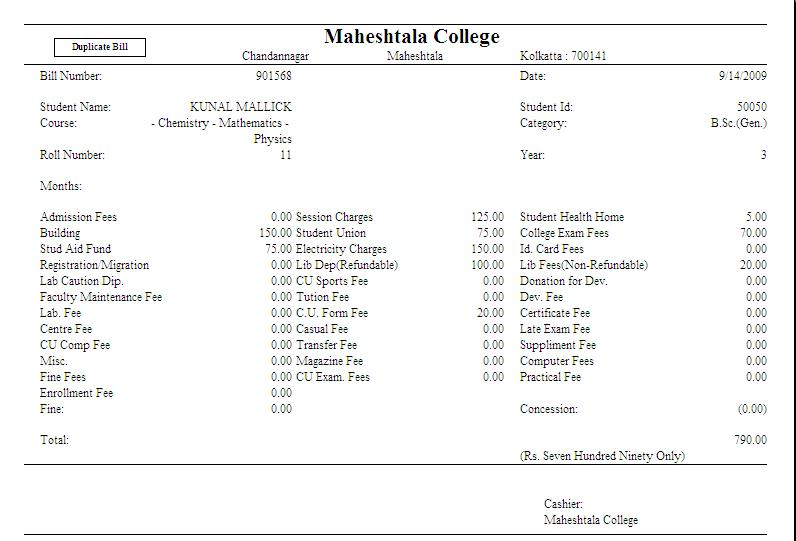 Maheshtala College
Duplicate Bill
Chandannagar Maheshtala Kolkatta : 700141
Bill Number: 901568 Date: 9/14/2009
Student Name: KUNAL MALLICK Student Id: 50050
Course: - Chemistry - Mathematics - Category: B.Sc.(Gen.)
Physics
Roll Number: 11 Year: 3
Months:
Admission Fees 0.00 Session Charges 125.00 Student Health Home 5.00
Building 150.00 Student Union 75.00 College Exam Fees 70.00
Stud Aid Fund 75.00 Electricity Charges 150.00 Id. Card Fees 0.00
Registration/Migration 0.00 Lib Dep(Refundable) 100.00 Lib Fees(Non-Refundable) 20.00
Lab Caution Dip. 0.00 CU Sports Fee 0.00 Donation for Dev. 0.00
Faculty Maintenance Fee 0.00 Tution Fee 0.00 Dev. Fee 0.00
Lab. Fee 0.00 C.U. Form Fee 20.00 Certificate Fee 0.00
Centre Fee 0.00 Casual Fee 0.00 Late Exam Fee 0.00
CU Comp Fee 0.00 Transfer Fee 0.00 Suppliment Fee 0.00
Misc. 0.00 Magazine Fee 0.00 Computer Fees 0.00
Fine Fees 0.00 CU Exam. Fees 0.00 Practical Fee 0.00
Enrollment Fee 0.00
Fine: 0.00 Concession: (0.00)
Total: 790.00
(Rs. Seven Hundred Ninety Only)
Cashier:
Maheshtala College